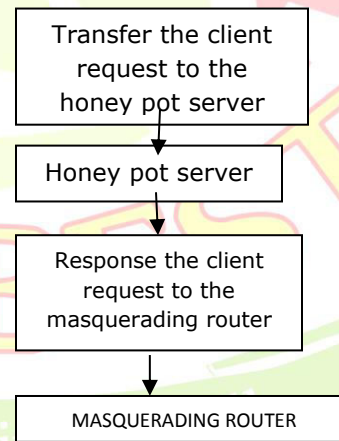 Transfer the client
request to the
honey pot server
Honey pot server
Response the client
request to the
masquerading router
MASQUERADING ROUTER